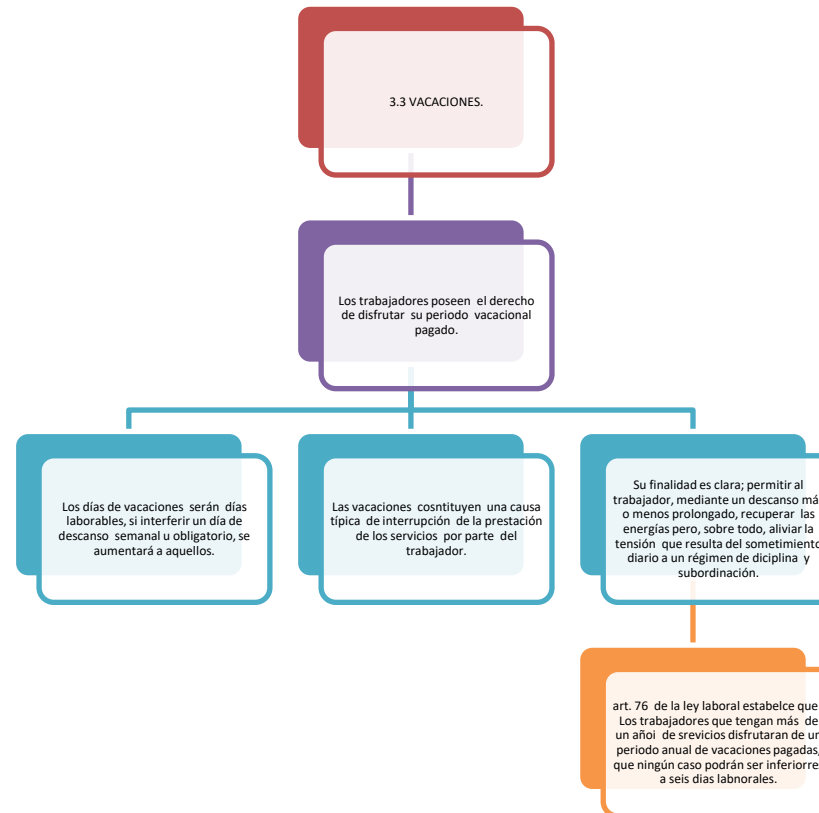 3.3 VACACIONES.
Los trabajadores poseen el derecho
de disfrutar su periodo vacacional
pagado.
Los días de vacaciones serán días
laborables, si interferir un día de
descanso semanal u obligatorio, se
aumentará a aquellos.
Las vacaciones cosntituyen una causa
típica de interrupción de la prestación
de los servicios por parte del
trabajador.
Su finalidad es clara; permitir al
trabajador, mediante un descanso má
o menos prolongado, recuperar las
energías pero, sobre todo, aliviar la
tensión que resulta del sometimiento
diario a un régimen de diciplina y
subordinación.
art. 76 de la ley laboral estabelce que
Los trabajadores que tengan más de
un añoi de srevicios disfrutaran de un
periodo anual de vacaciones pagadas,
que ningún caso podrán ser inferiorre
a seis dias labnorales.